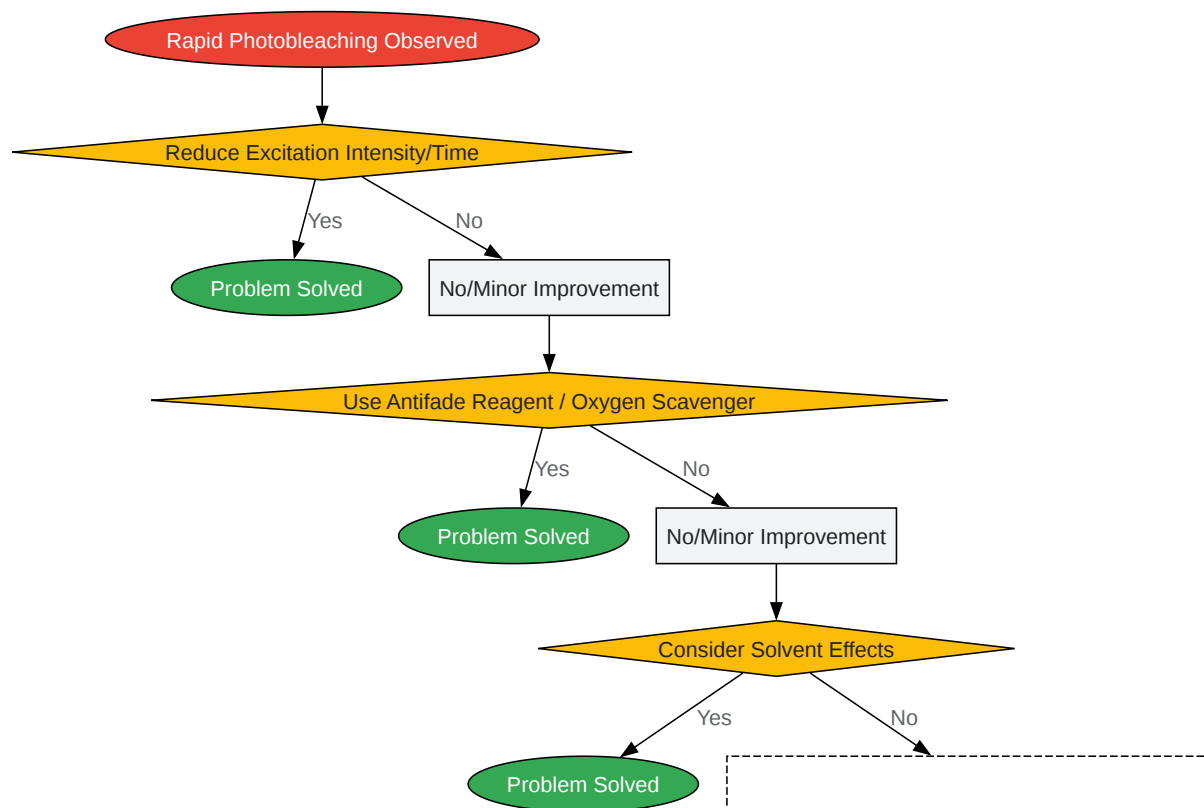 Rapid Photobleaching Observed
Reduce Excitation Intensity/Time
Yes
No
Problem Solved
No/Minor Improvement
Use Antifade Reagent / Oxygen Scavenger
Yes
No
Problem Solved
No/Minor Improvement
Consider Solvent Effects
Yes
No
Problem Solved